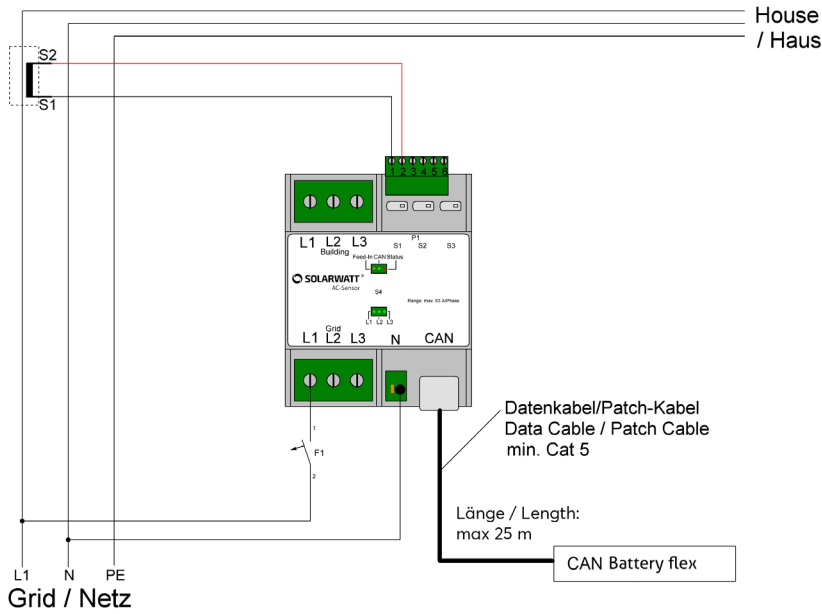 House
/ Haus
S2
S1
1 2 3 4 5 6
L1 L2 L3
Building
P1
S1 S2 S3
Feed-In CAN Status
SOLARWATT®
AC-Sensor
S4
Range: max. 63 A/Phase
L1 L2 L3
Grid
L1 L2 L3 N CAN
1
F1
2
Datenkabel/Patch-Kabel
Data Cable / Patch Cable
min. Cat 5
Länge / Length:
max 25 m
CAN Battery flex
L1 N PE
Grid / Netz